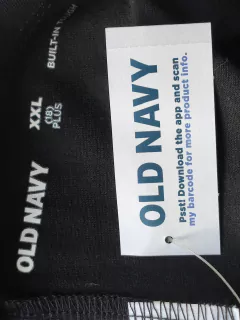 OLD NAVY
Psst! Download the app and scan
my barcode for more product info.
BUILT-IN
XXL
(18)
PLUS
OLD NAVY